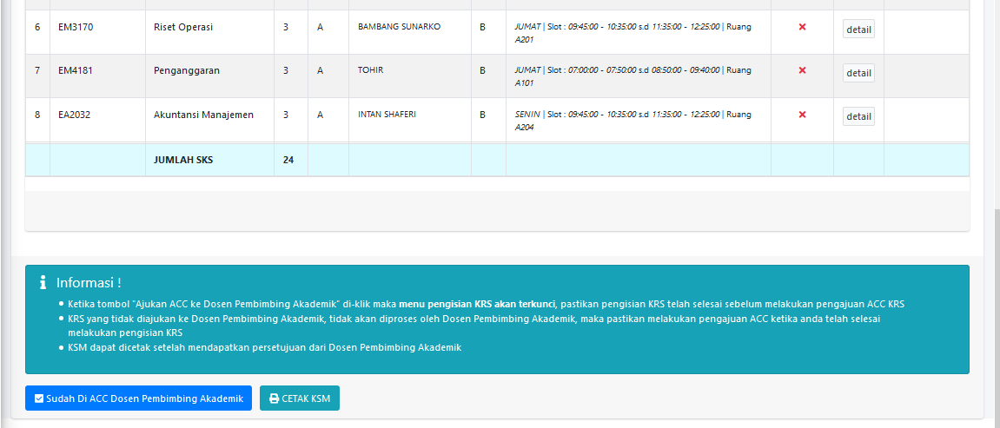 6 EM3170 Riset Operasi 3 A BAMBANG SUNARKO B JUMAT | Slot : 09:45:00 - 10:35:00 s.d 11:35:00 - 12:25:00 | Ruang detail
A201
7 EM4181 Penganggaran 3 A TOHIR B JUMAT | Slot : 07:00:00 - 07:50:00 s.d 08:50:00 - 09:40:00 | Ruang detail
A101
8 EA2032 Akuntansi Manajemen 3 A INTAN SHAFERI B SENIN | Slot : 09:45:00 - 10:35:00 s.d 11:35:00 - 12:25:00 | Ruang detail
A204
JUMLAH SKS 24
Informasi !
• Ketika tombol "Ajukan ACC ke Dosen Pembimbing Akademik" di-klik maka menu pengisian KRS akan terkunci, pastikan pengisian KRS telah selesai sebelum melakukan pengajuan ACC KRS
• KRS yang tidak diajukan ke Dosen Pembimbing Akademik, tidak akan diproses oleh Dosen Pembimbing Akademik, maka pastikan melakukan pengajuan ACC ketika anda telah selesai
melakukan pengisian KRS
• KSM dapat dicetak setelah mendapatkan persetujuan dari Dosen Pembimbing Akademik
Sudah Di ACC Dosen Pembimbing Akademik CETAK KSM